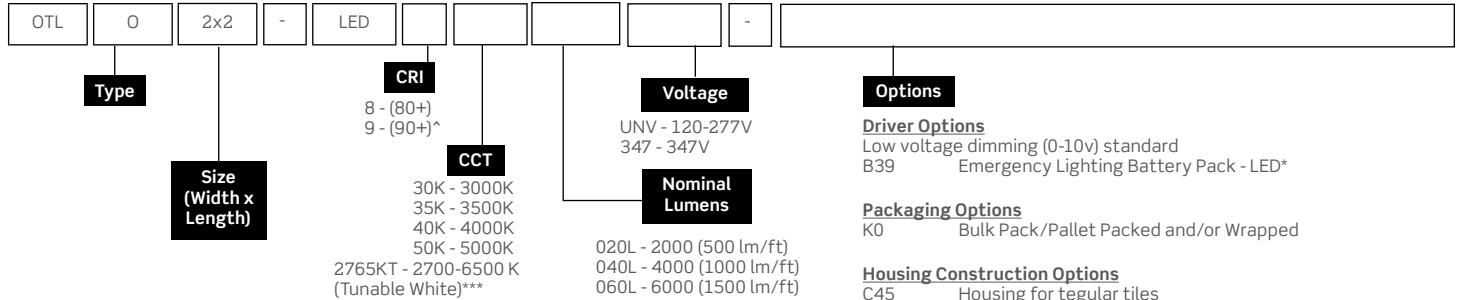 OTL O 2x2 - LED -
Type
Size
(Width x
Length)
CRI
8 - (80+)
9 - (90+)^
CCT
30K - 3000K
35K - 3500K
40K - 4000K
50K - 5000K
2765KT - 2700-6500 K
(Tunable White)***
Nominal
Lumens
020L - 2000 (500 lm/ft)
040L - 4000 (1000 lm/ft)
060L - 6000 (1500 lm/ft)
Voltage
UNV - 120-277V
347 - 347V
Options
Driver Options
Low voltage dimming (0-10v) standard
B39 Emergency Lighting Battery Pack - LED*
Packaging Options
K0 Bulk Pack/Pallet Packed and/or Wrapped
Housing Construction Options
C45 Housing for tegular tiles